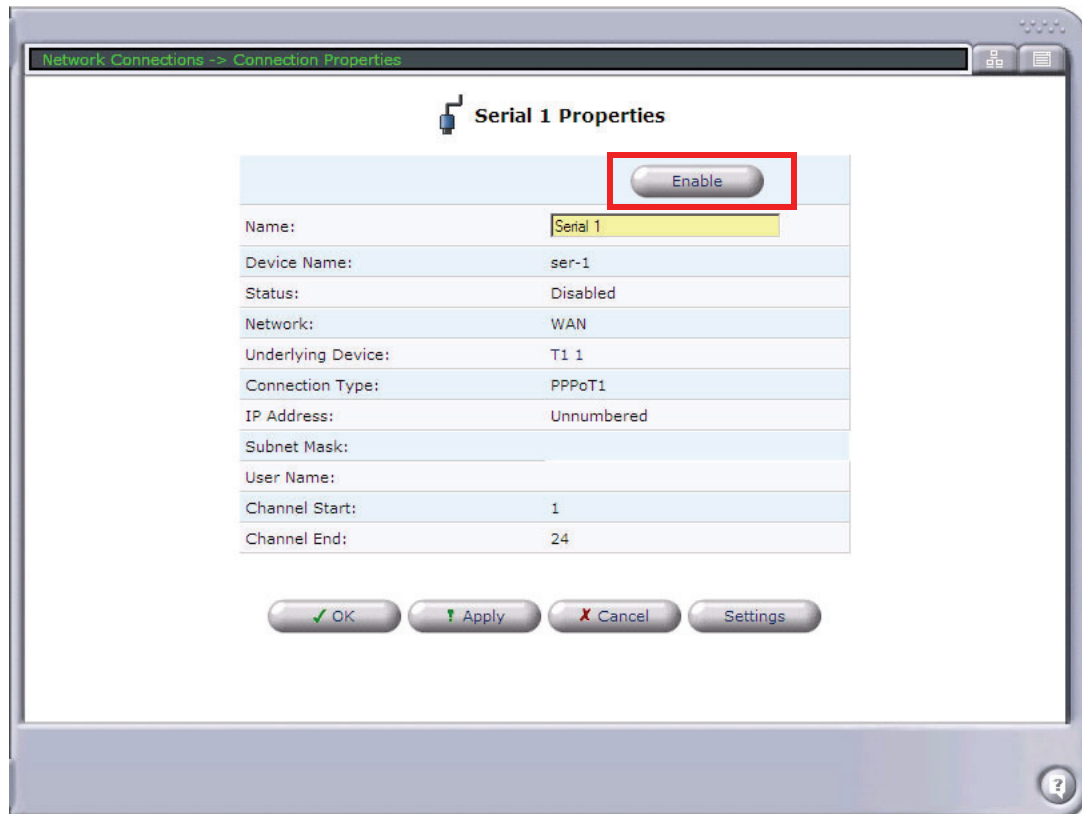 Network Connections -> Connection Properties
Serial 1 Properties
Enable
Name: Serial 1
Device Name: ser-1
Status: Disabled
Network: WAN
Underlying Device: T1 1
Connection Type: PPPoT1
IP Address: Unnumbered
Subnet Mask:
User Name:
Channel Start: 1
Channel End: 24
✓ OK ! Apply ✗ Cancel Settings
?